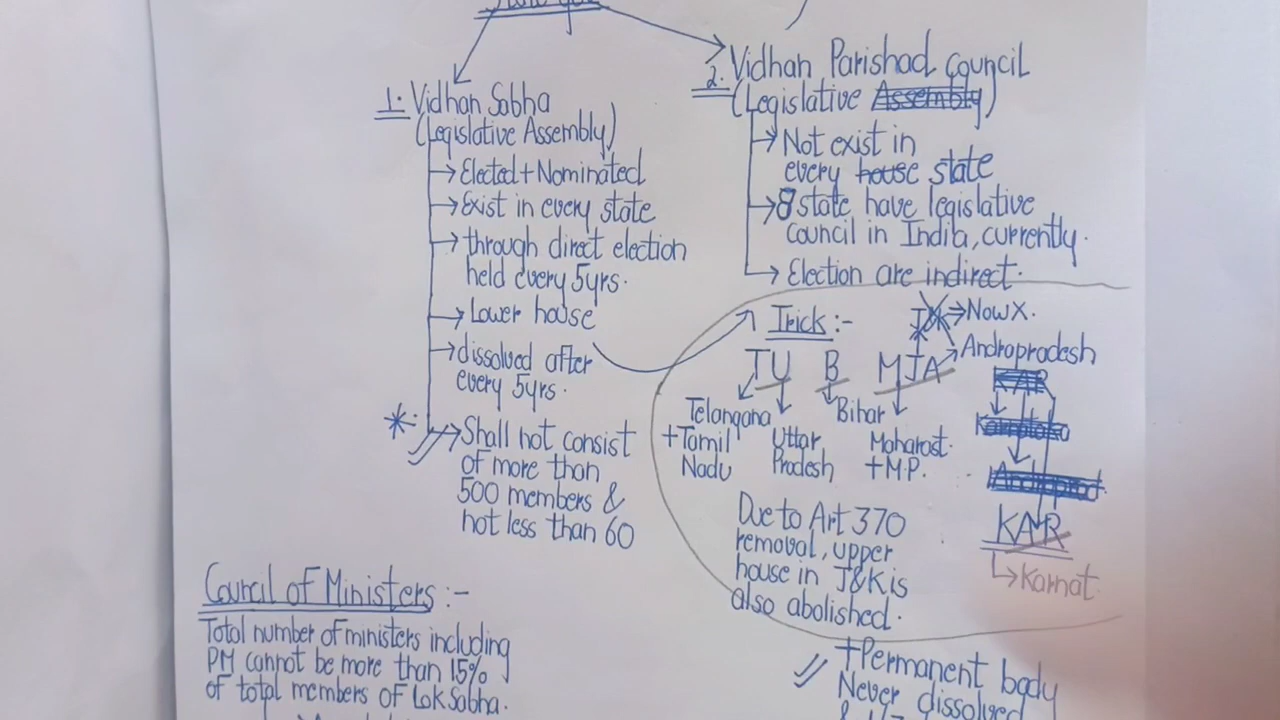 1. Vidhan Sabha
(Legislative Assembly)
→ Elected + Nominated
→ Exist in every state
→ through direct election
held every 5yrs.
→ Lower house
→ dissolved after
every 5yrs.
*: → Shall not consist
of more than
500 members &
not less than 60
2. Vidhan Parishad Council
(Legislative Assembly)
→ Not exist in
every house state
→ 8 state have legislative
council in India, currently.
→ Election are indirect.
Trick :-
→ Now X.
TU B MJA
→ Andropradesh
KAR
Telangana
+Tamil
Nadu
Uttar
Pradesh
Bihar
Maharast.
+M.P.
Karnataka
KAR
↳ Karnat.
Due to Art 370
removal, upper
house in J&K is
also abolished.
Council of Ministers :-
Total number of ministers including
PM cannot be more than 15%
of total members of Lok Sabha.
+Permanent body
Never dissolved